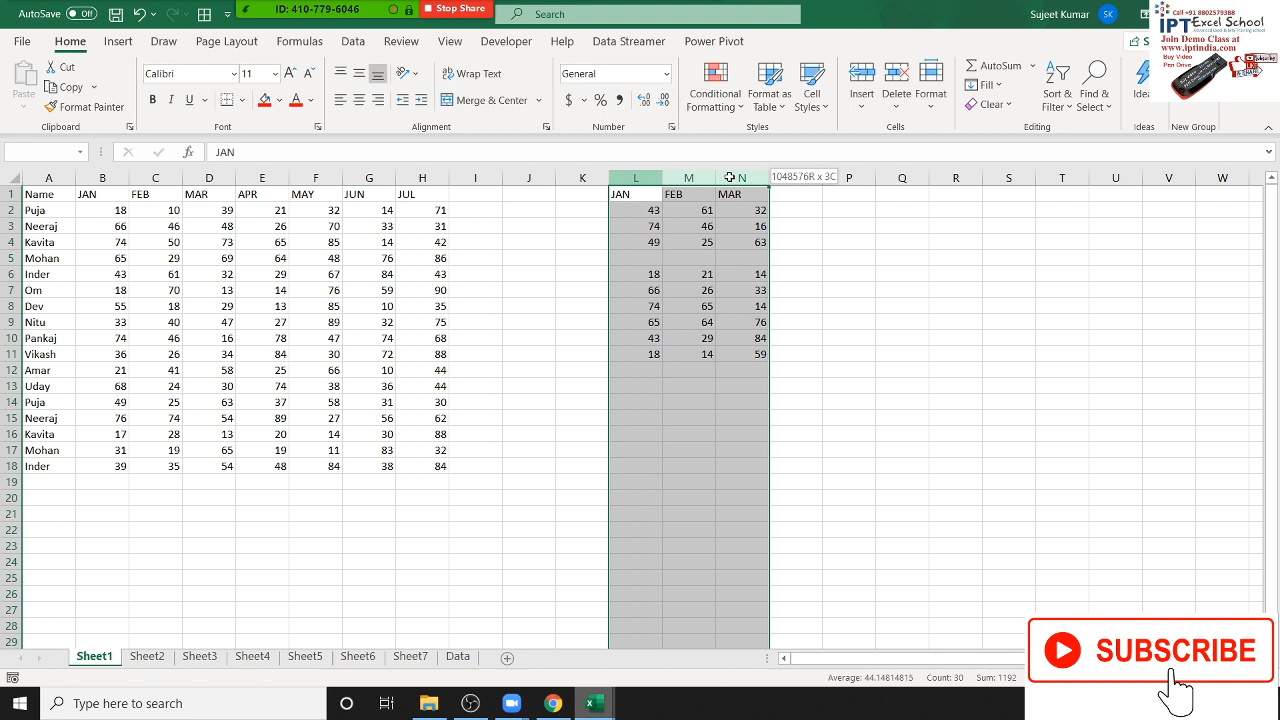 AutoSave Off
ID: 410-779-6046 Stop Share
Search
Sujeet Kumar SK
Call +91 8802579388
IPT Excel School
Join Demo Class at
www.iptindia.com
Buy Video
Pen Drive
File Home Insert Draw Page Layout Formulas Data Review View Developer Help Data Streamer Power Pivot
Paste Cut Copy Format Painter
Calibri 11
Wrap Text
Merge & Center
General
Conditional Formatting Format as Table Cell Styles
Insert Delete Format
AutoSum Fill Clear
Sort & Filter Find & Select
Ideas
Clipboard Font Alignment Number Styles Cells Editing Ideas New Group
fx JAN
A B C D E F G H I J K L M N 1048576R x 3C P Q R S T U V W
1 Name JAN FEB MAR APR MAY JUN JUL JAN FEB MAR
2 Puja 18 10 39 21 32 14 71 43 61 32
3 Neeraj 66 46 48 26 70 33 31 74 46 16
4 Kavita 74 50 73 65 85 14 42 49 25 63
5 Mohan 65 29 69 64 48 76 86
6 Inder 43 61 32 29 67 84 43 18 21 14
7 Om 18 70 13 14 76 59 90 66 26 33
8 Dev 55 18 29 13 85 10 35 74 65 14
9 Nitu 33 40 47 27 89 32 75 65 64 76
10 Pankaj 74 46 16 78 47 74 68 43 29 84
11 Vikash 36 26 34 84 30 72 88 18 14 59
12 Amar 21 41 58 25 66 10 44
13 Uday 68 24 30 74 38 36 44
14 Puja 49 25 63 37 58 31 30
15 Neeraj 76 74 54 89 27 56 62
16 Kavita 17 28 13 20 14 30 88
17 Mohan 31 19 65 19 11 83 32
18 Inder 39 35 54 48 84 38 84
19
20
21
22
23
24
25
26
27
28
29
SUBSCRIBE
Sheet1 Sheet2 Sheet3 Sheet4 Sheet5 Sheet6 Sheet7 Data
Average: 44.14814815 Count: 30 Sum: 1192
Type here to search